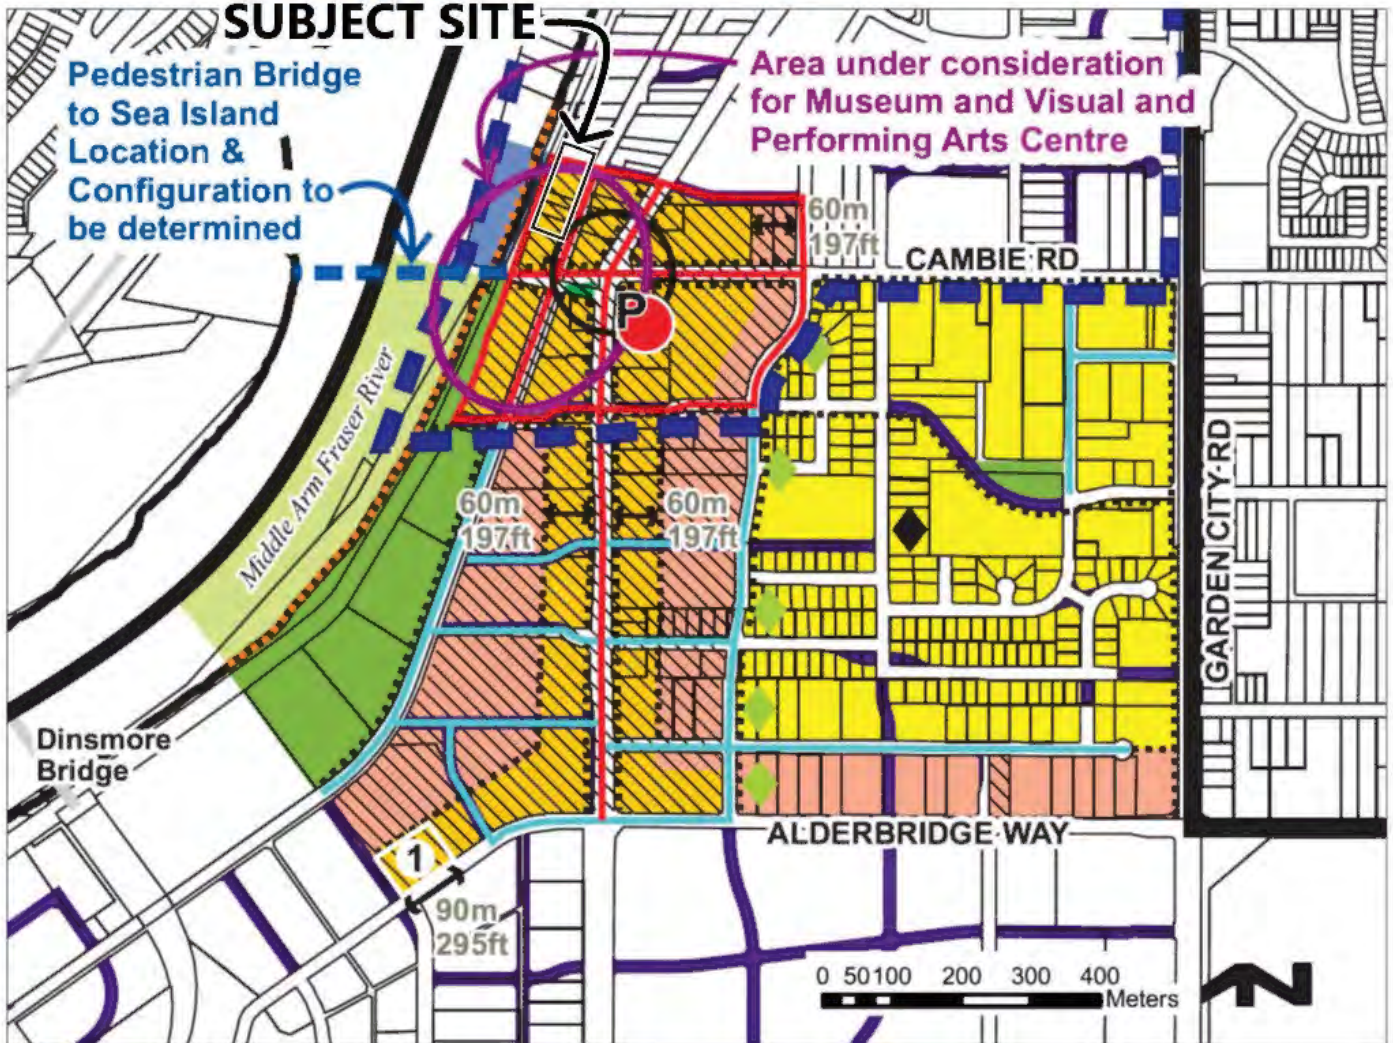 SUBJECT SITE
Pedestrian Bridge
to Sea Island
Location &
Configuration to
be determined
Area under consideration
for Museum and Visual and
Performing Arts Centre
60m
197ft
CAMBIE RD
P
Middle Arm Fraser River
60m
197ft
60m
197ft
GARDEN CITY RD
Dinsmore
Bridge
1
ALDERBRIDGE WAY
90m
295ft
0 50 100 200 300 400
Meters
N